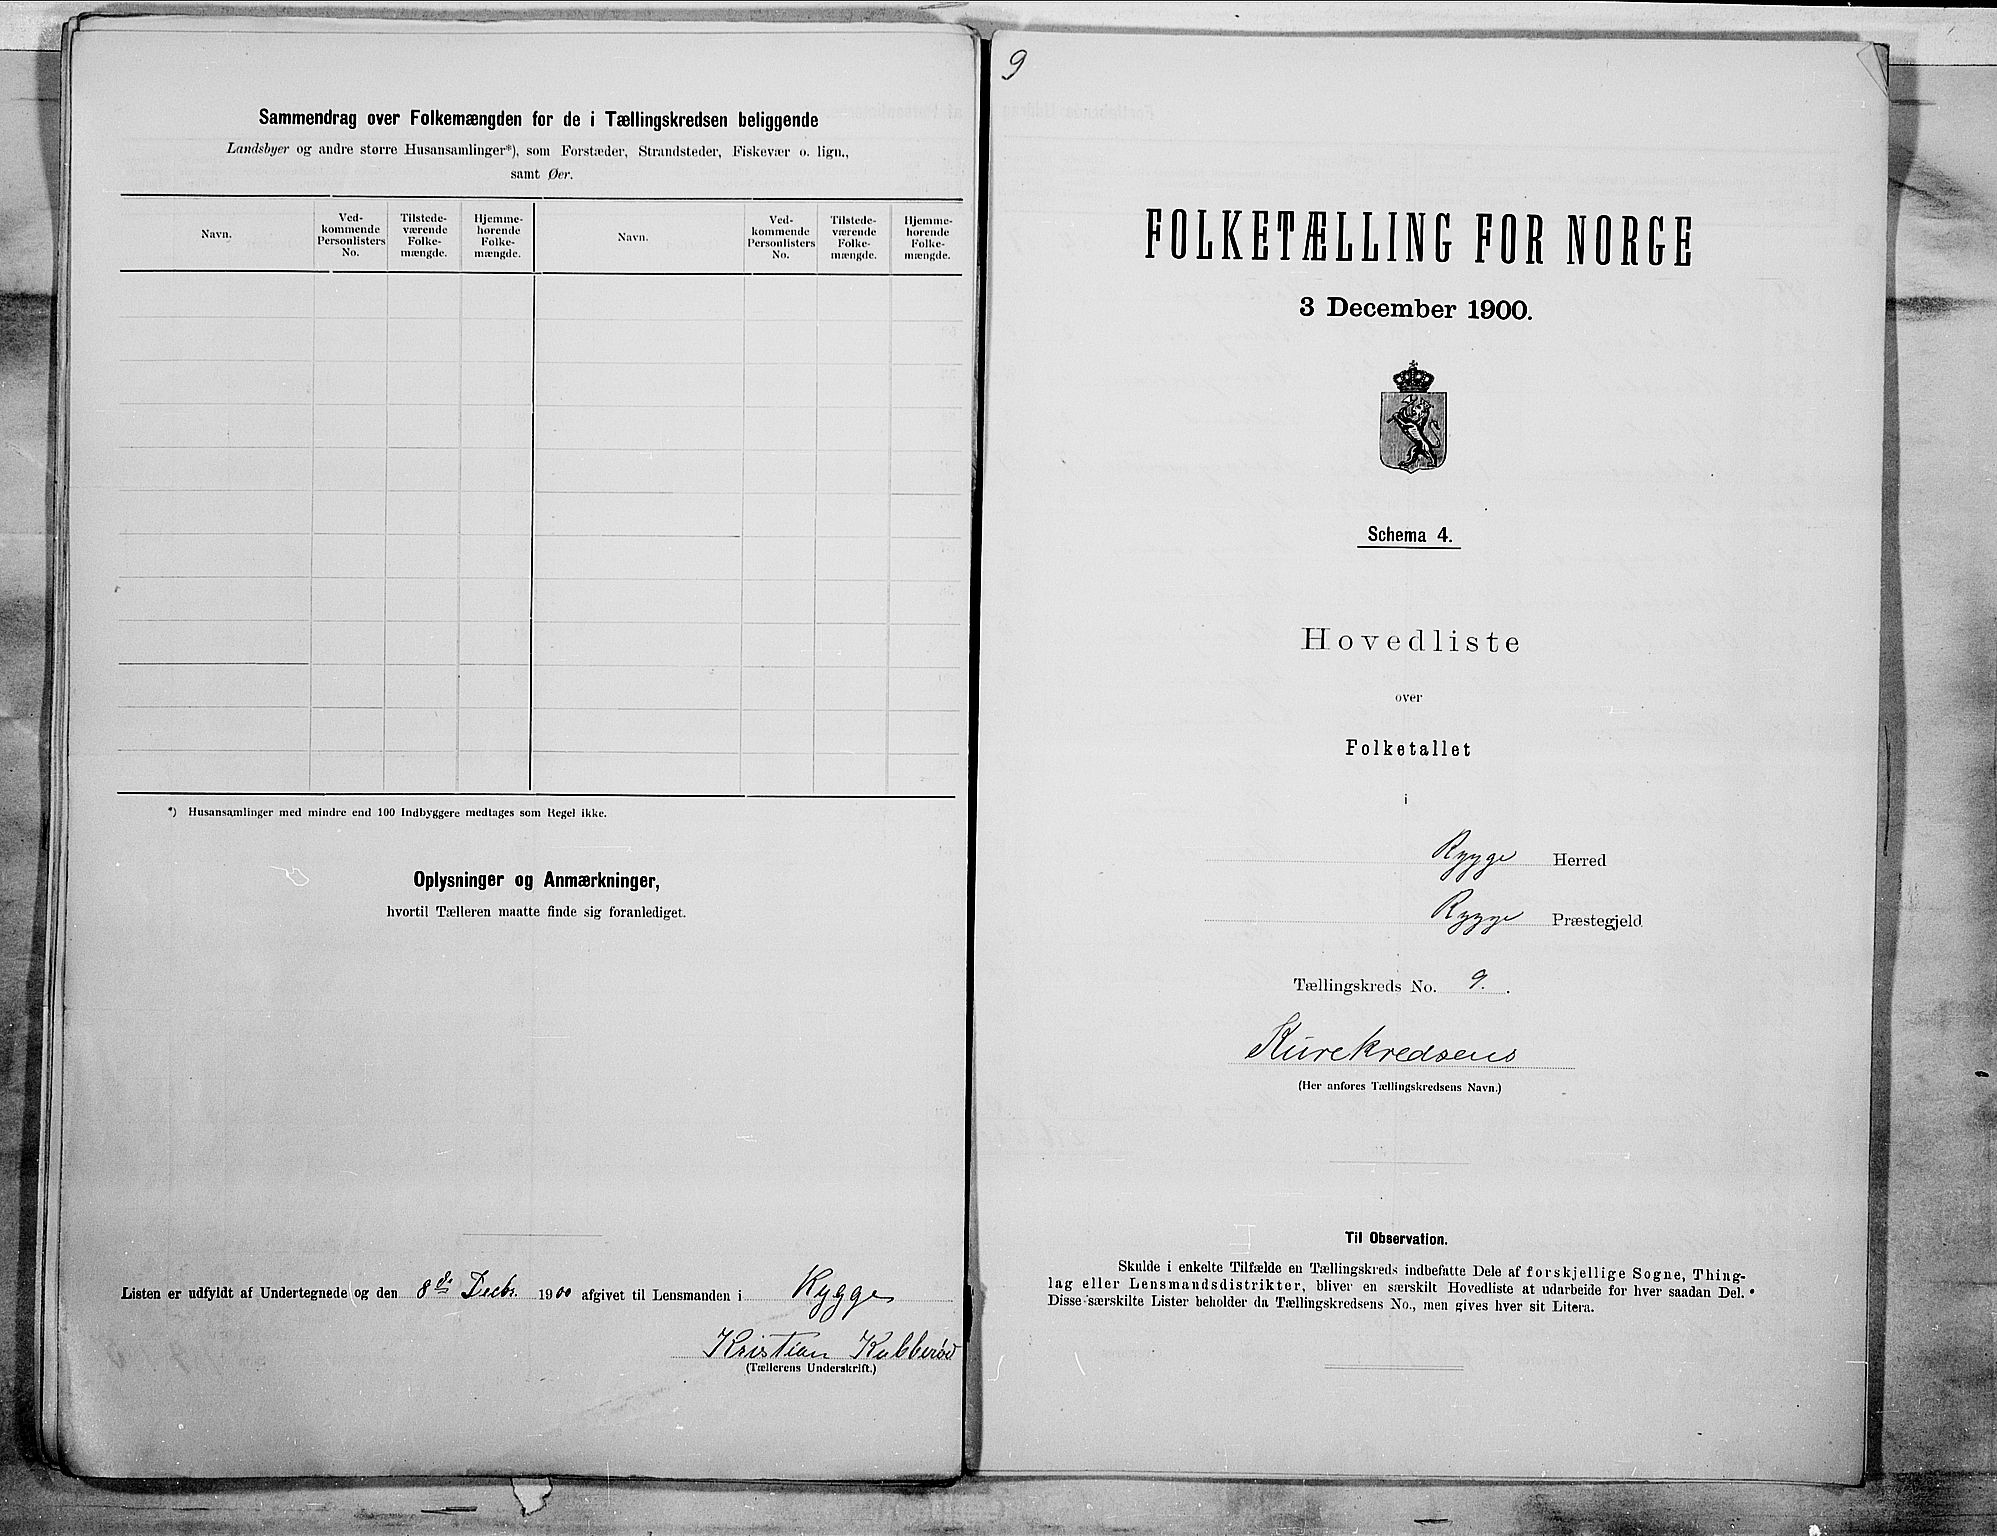 Sammendrag over Folkemængden for de i Tællingskredsen beliggende
Landsbyer og andre større Husansamlinger*), som Forstæder, Strandsteder, Fiskevær o. lign.,
samt Øer.
Navn.
Ved-
kommende
Personlisters
No.
Tilstede-
værende
Folke-
mængde.
Hjemme-
hørende
Folke-
mængde.
Navn.
Ved-
kommende
Personlisters
No.
Tilstede-
værende
Folke-
mængde.
Hjemme-
hørende
Folke-
mængde.
*) Husansamlinger med mindre end 100 Indbyggere medtages som Regel ikke.
Oplysninger og Anmærkninger,
hvortil Tælleren maatte finde sig foranlediget.
Listen er udfyldt af Undertegnede og den 8de Decbr. 1900 afgivet til Lensmanden i Rygge
Kristian Kubberød
(Tællerens Underskrift.)
9
FOLKETÆLLING FOR NORGE
3 December 1900.
Schema 4.
Hovedliste
over
Folketallet
i
Rygge Herred
Rygge Præstegjeld
Tællingskreds No. 9.
Kurekredsens
(Her anføres Tællingskredsens Navn.)
Til Observation.
Skulde i enkelte Tilfælde en Tællingskreds indbefatte Dele af forskjellige Sogne, Thing-
lag eller Lensmandsdistrikter, bliver en særskilt Hovedliste at udarbeide for hver saadan Del.
Disse særskilte Lister beholder da Tællingskredsens No., men gives hver sit Litera.